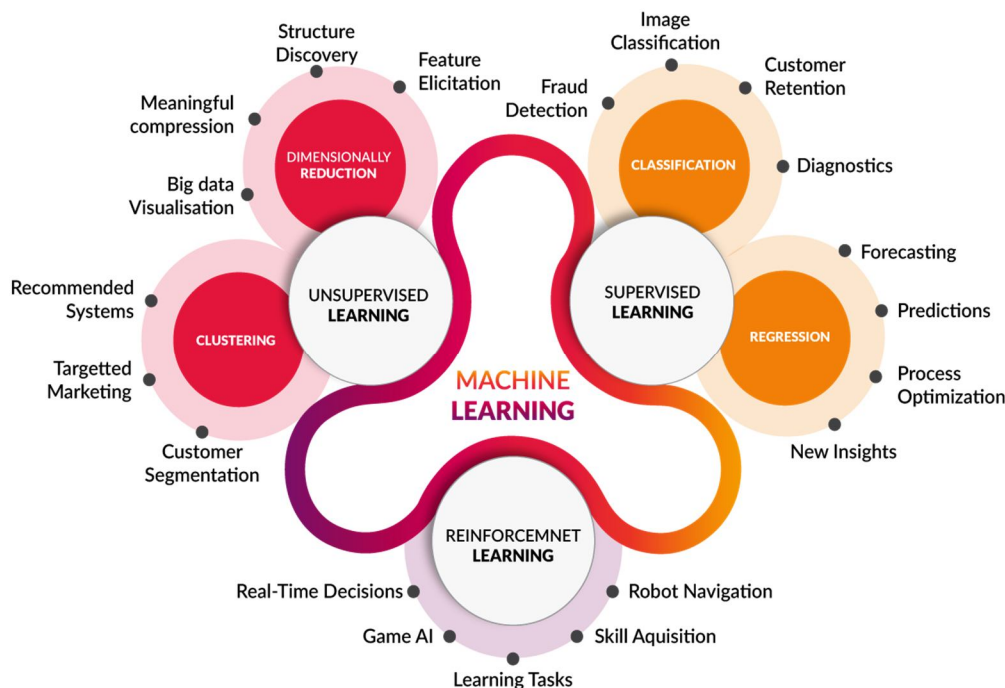 Structure
Discovery
Feature
Elicitation
Meaningful
compression
DIMENSIONALLY
REDUCTION
Big data
Visualisation
Recommended
Systems
CLUSTERING
Targetted
Marketing
Customer
Segmentation
UNSUPERVISED
LEARNING
Image
Classification
Customer
Retention
Fraud
Detection
CLASSIFICATION
Diagnostics
SUPERVISED
LEARNING
Forecasting
Predictions
REGRESSION
Process
Optimization
New Insights
MACHINE
LEARNING
REINFORCEMNET
LEARNING
Real-Time Decisions
Robot Navigation
Game AI
Skill Aquisition
Learning Tasks